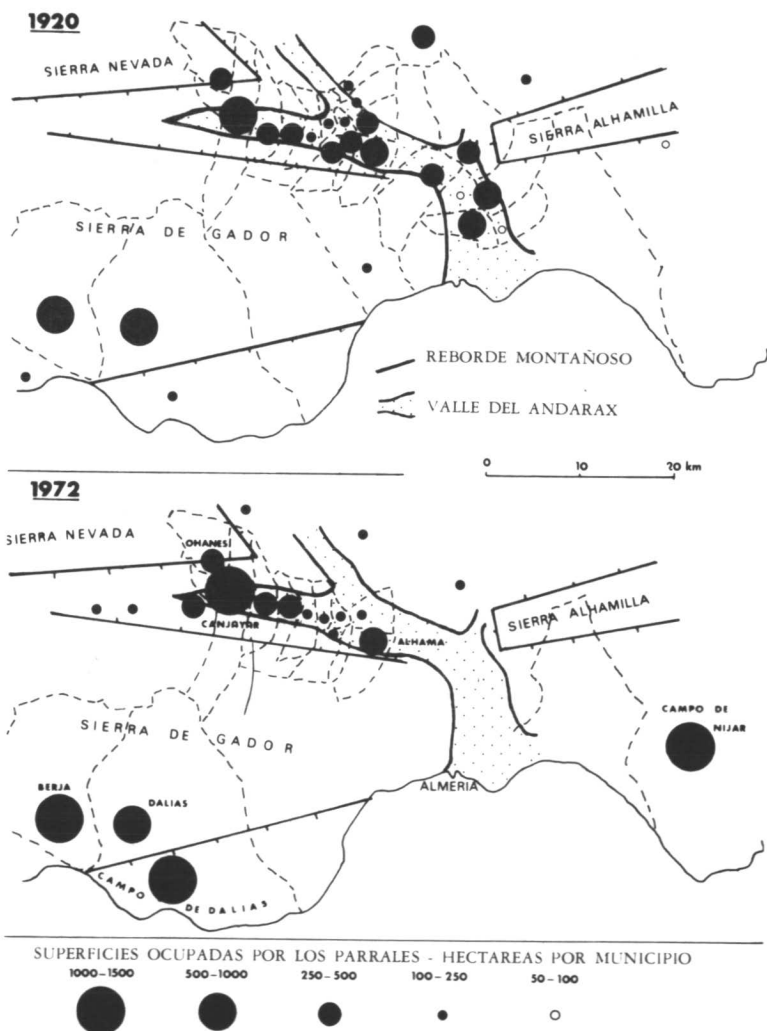 1920
SIERRA NEVADA
SIERRA ALHAMILLA
SIERRA DE GADOR
REBORDE MONTAÑOSO
VALLE DEL ANDARAX
0 10 20 km
1972
SIERRA NEVADA
OHANES
CANJAYAR
ALHAMA
SIERRA ALHAMILLA
SIERRA DE GADOR
CAMPO DE
NIJAR
BERJA
DALIAS
ALMERIA
CAMPO DE DALIAS
SUPERFICIES OCUPADAS POR LOS PARRALES - HECTAREAS POR MUNICIPIO
1000-1500 500-1000 250-500 100-250 50-100